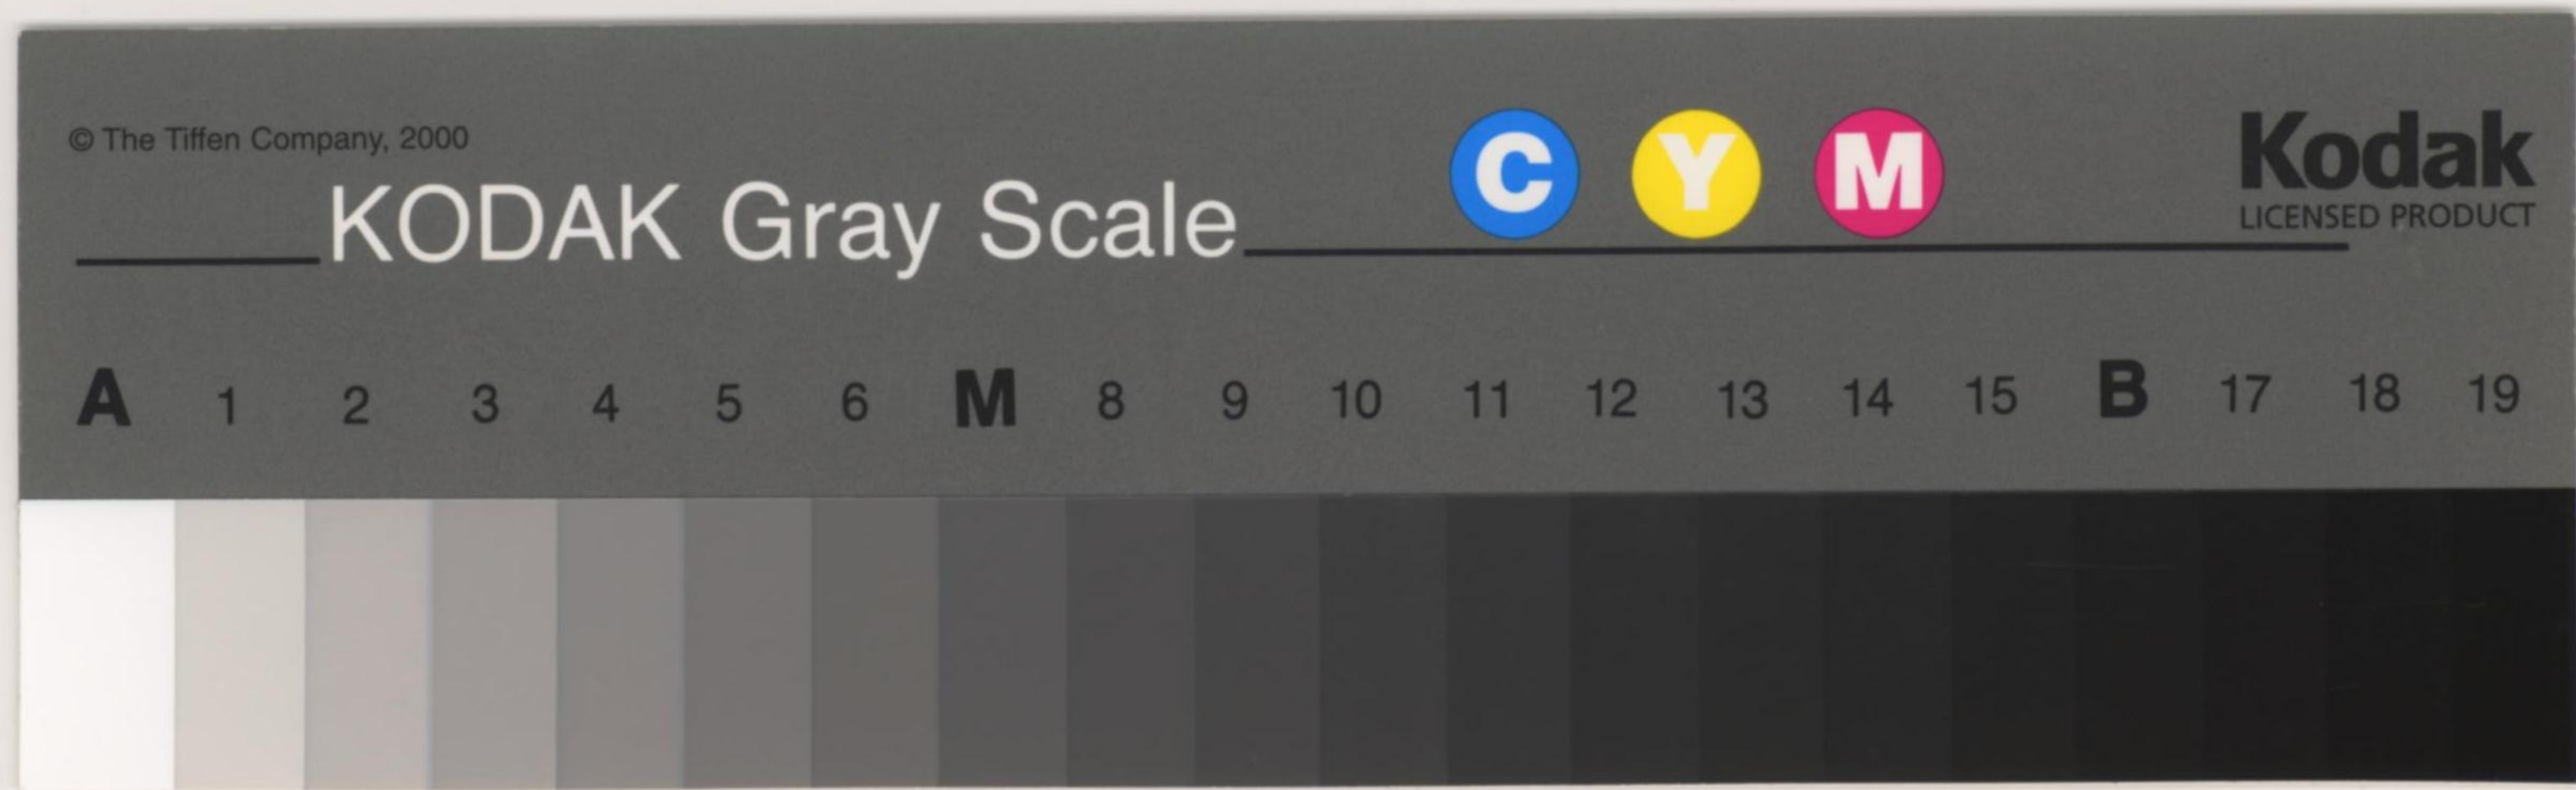 © The Tiffen Company, 2000
KODAK Gray Scale
C Y M
Kodak
LICENSED PRODUCT
A 1 2 3 4 5 6 M 8 9 10 11 12 13 14 15 B 17 18 19